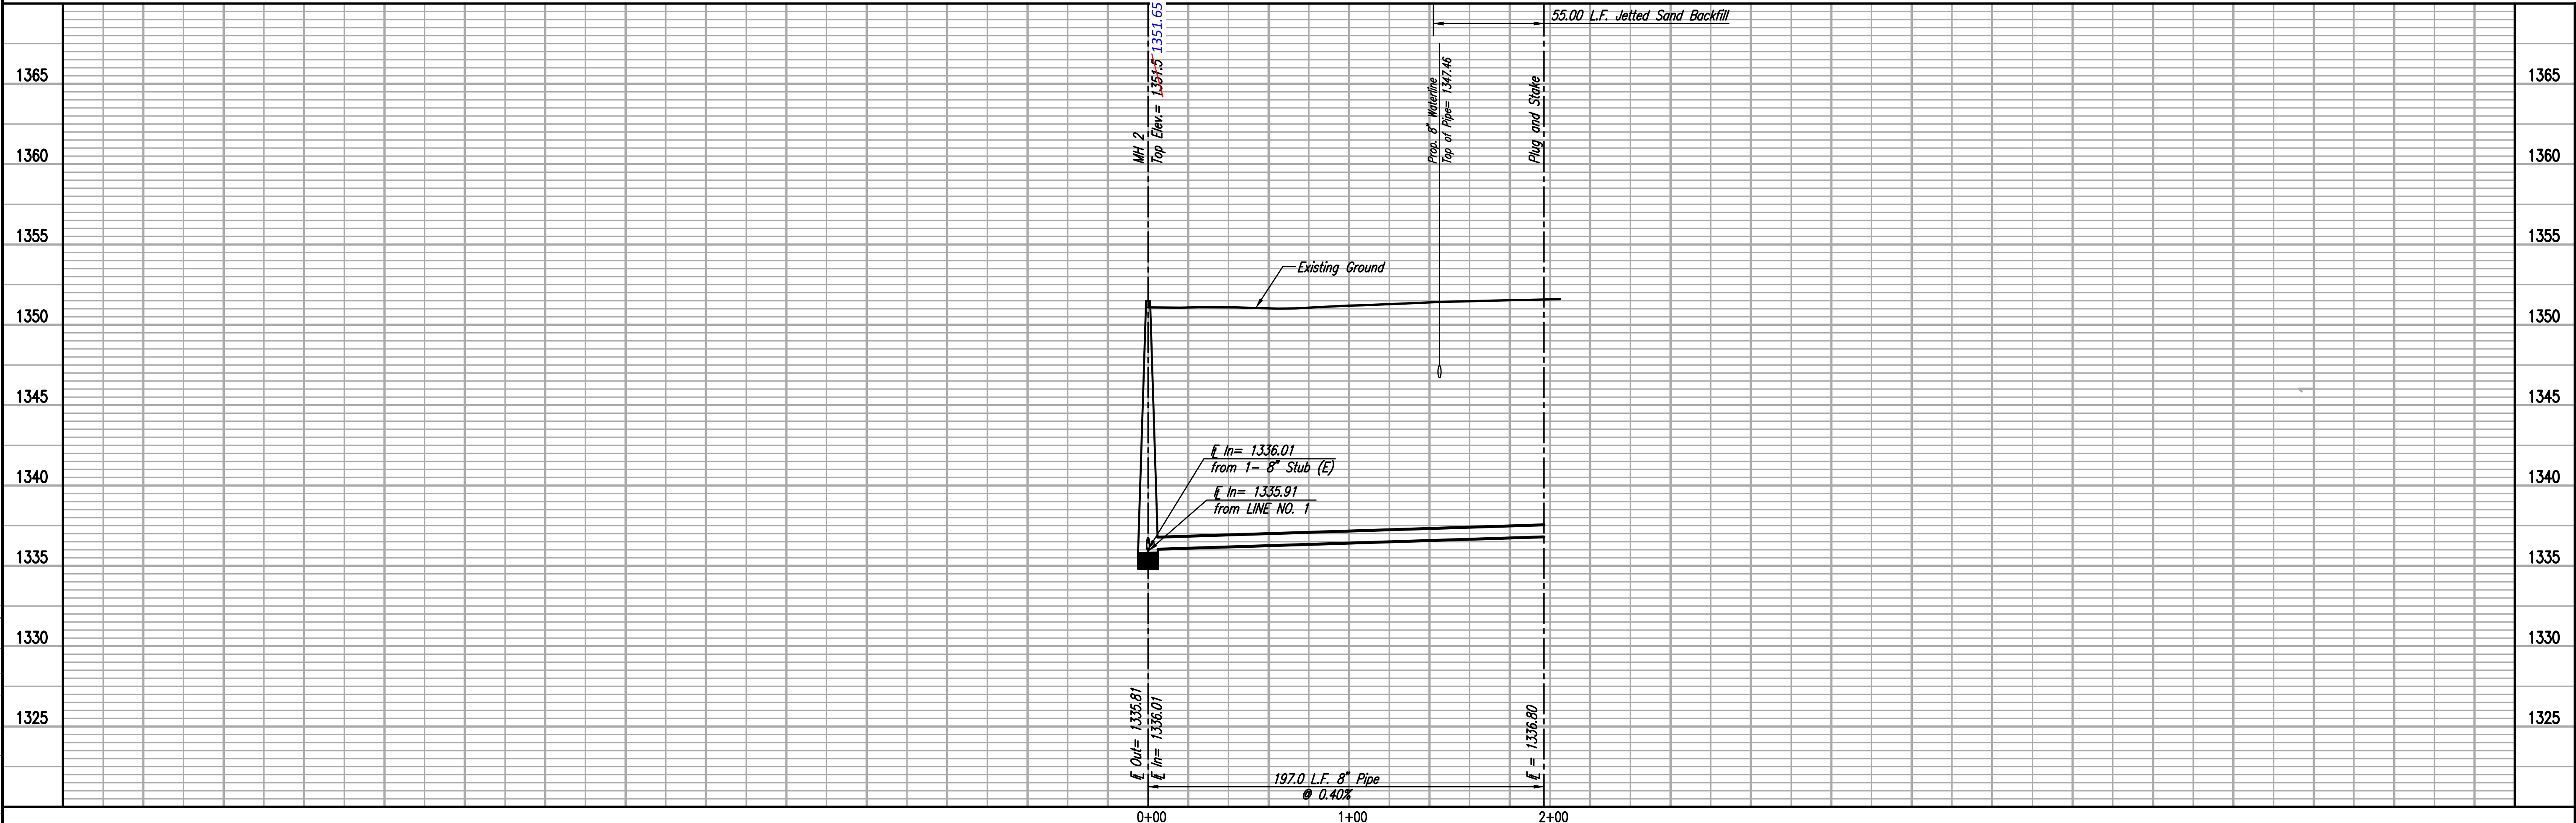 1351.65
55.00 L.F. Jetted Sand Backfill
MH 2
Top Elev.= 1351.5
Prop. 8" Waterline
Top of Pipe= 1347.46
Plug and Stake
1365
1365
1360
1360
1355
1355
Existing Ground
1350
1350
1345
1345
℄ In= 1336.01
from 1- 8" Stub (E)
1340
1340
℄ In= 1335.91
from LINE NO. 1
1335
1335
1330
1330
1325
1325
℄ Out= 1335.81
℄ In= 1336.01
℄ = 1336.80
197.0 L.F. 8" Pipe
@ 0.40%
0+00
1+00
2+00